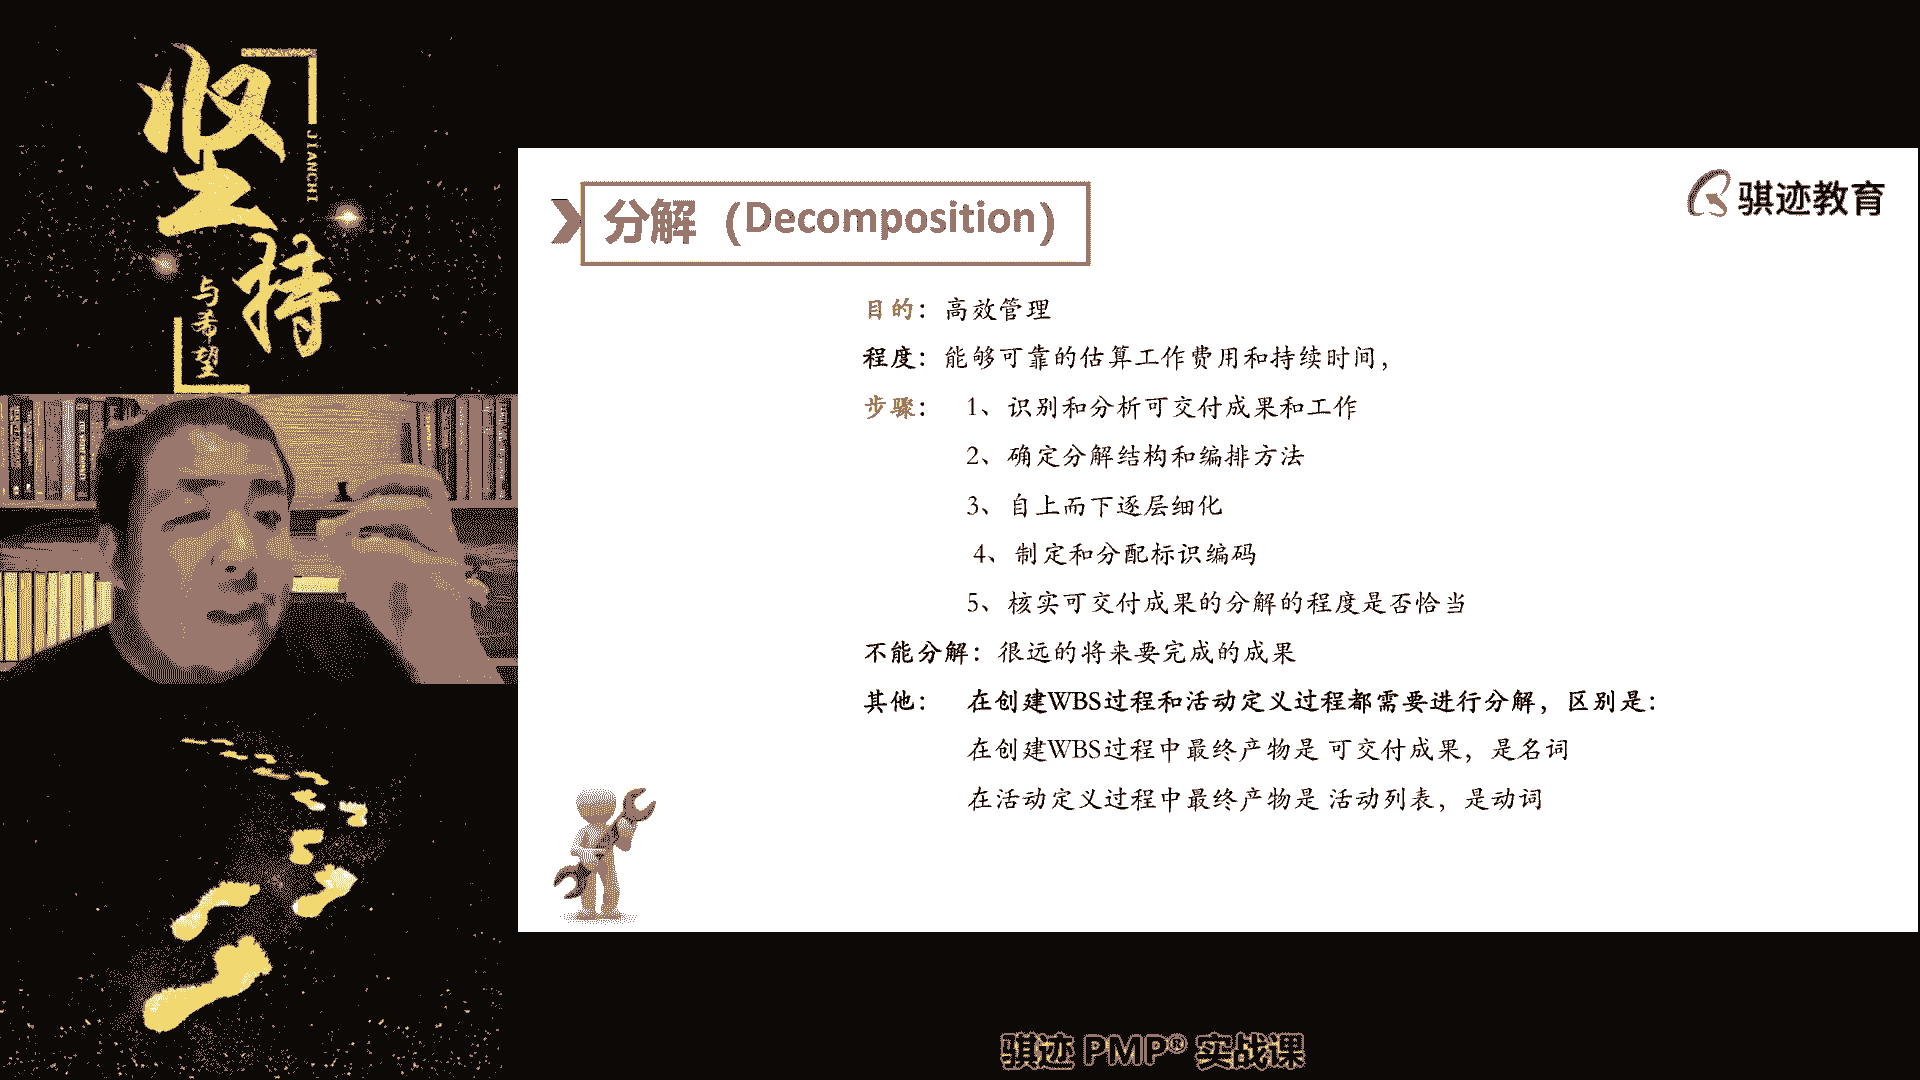 坚持
JIANCHI
与希望
分解（Decomposition）
骐迹教育
目的：高效管理
程度：能够可靠的估算工作费用和持续时间，
步骤： 1、识别和分析可交付成果和工作
2、确定分解结构和编排方法
3、自上而下逐层细化
4、制定和分配标识编码
5、核实可交付成果的分解的程度是否恰当
不能分解：很远的将来要完成的成果
其他： 在创建WBS过程和活动定义过程都需要进行分解，区别是：
在创建WBS过程中最终产物是 可交付成果，是名词
在活动定义过程中最终产物是 活动列表，是动词
骐迹 PMP® 实战课